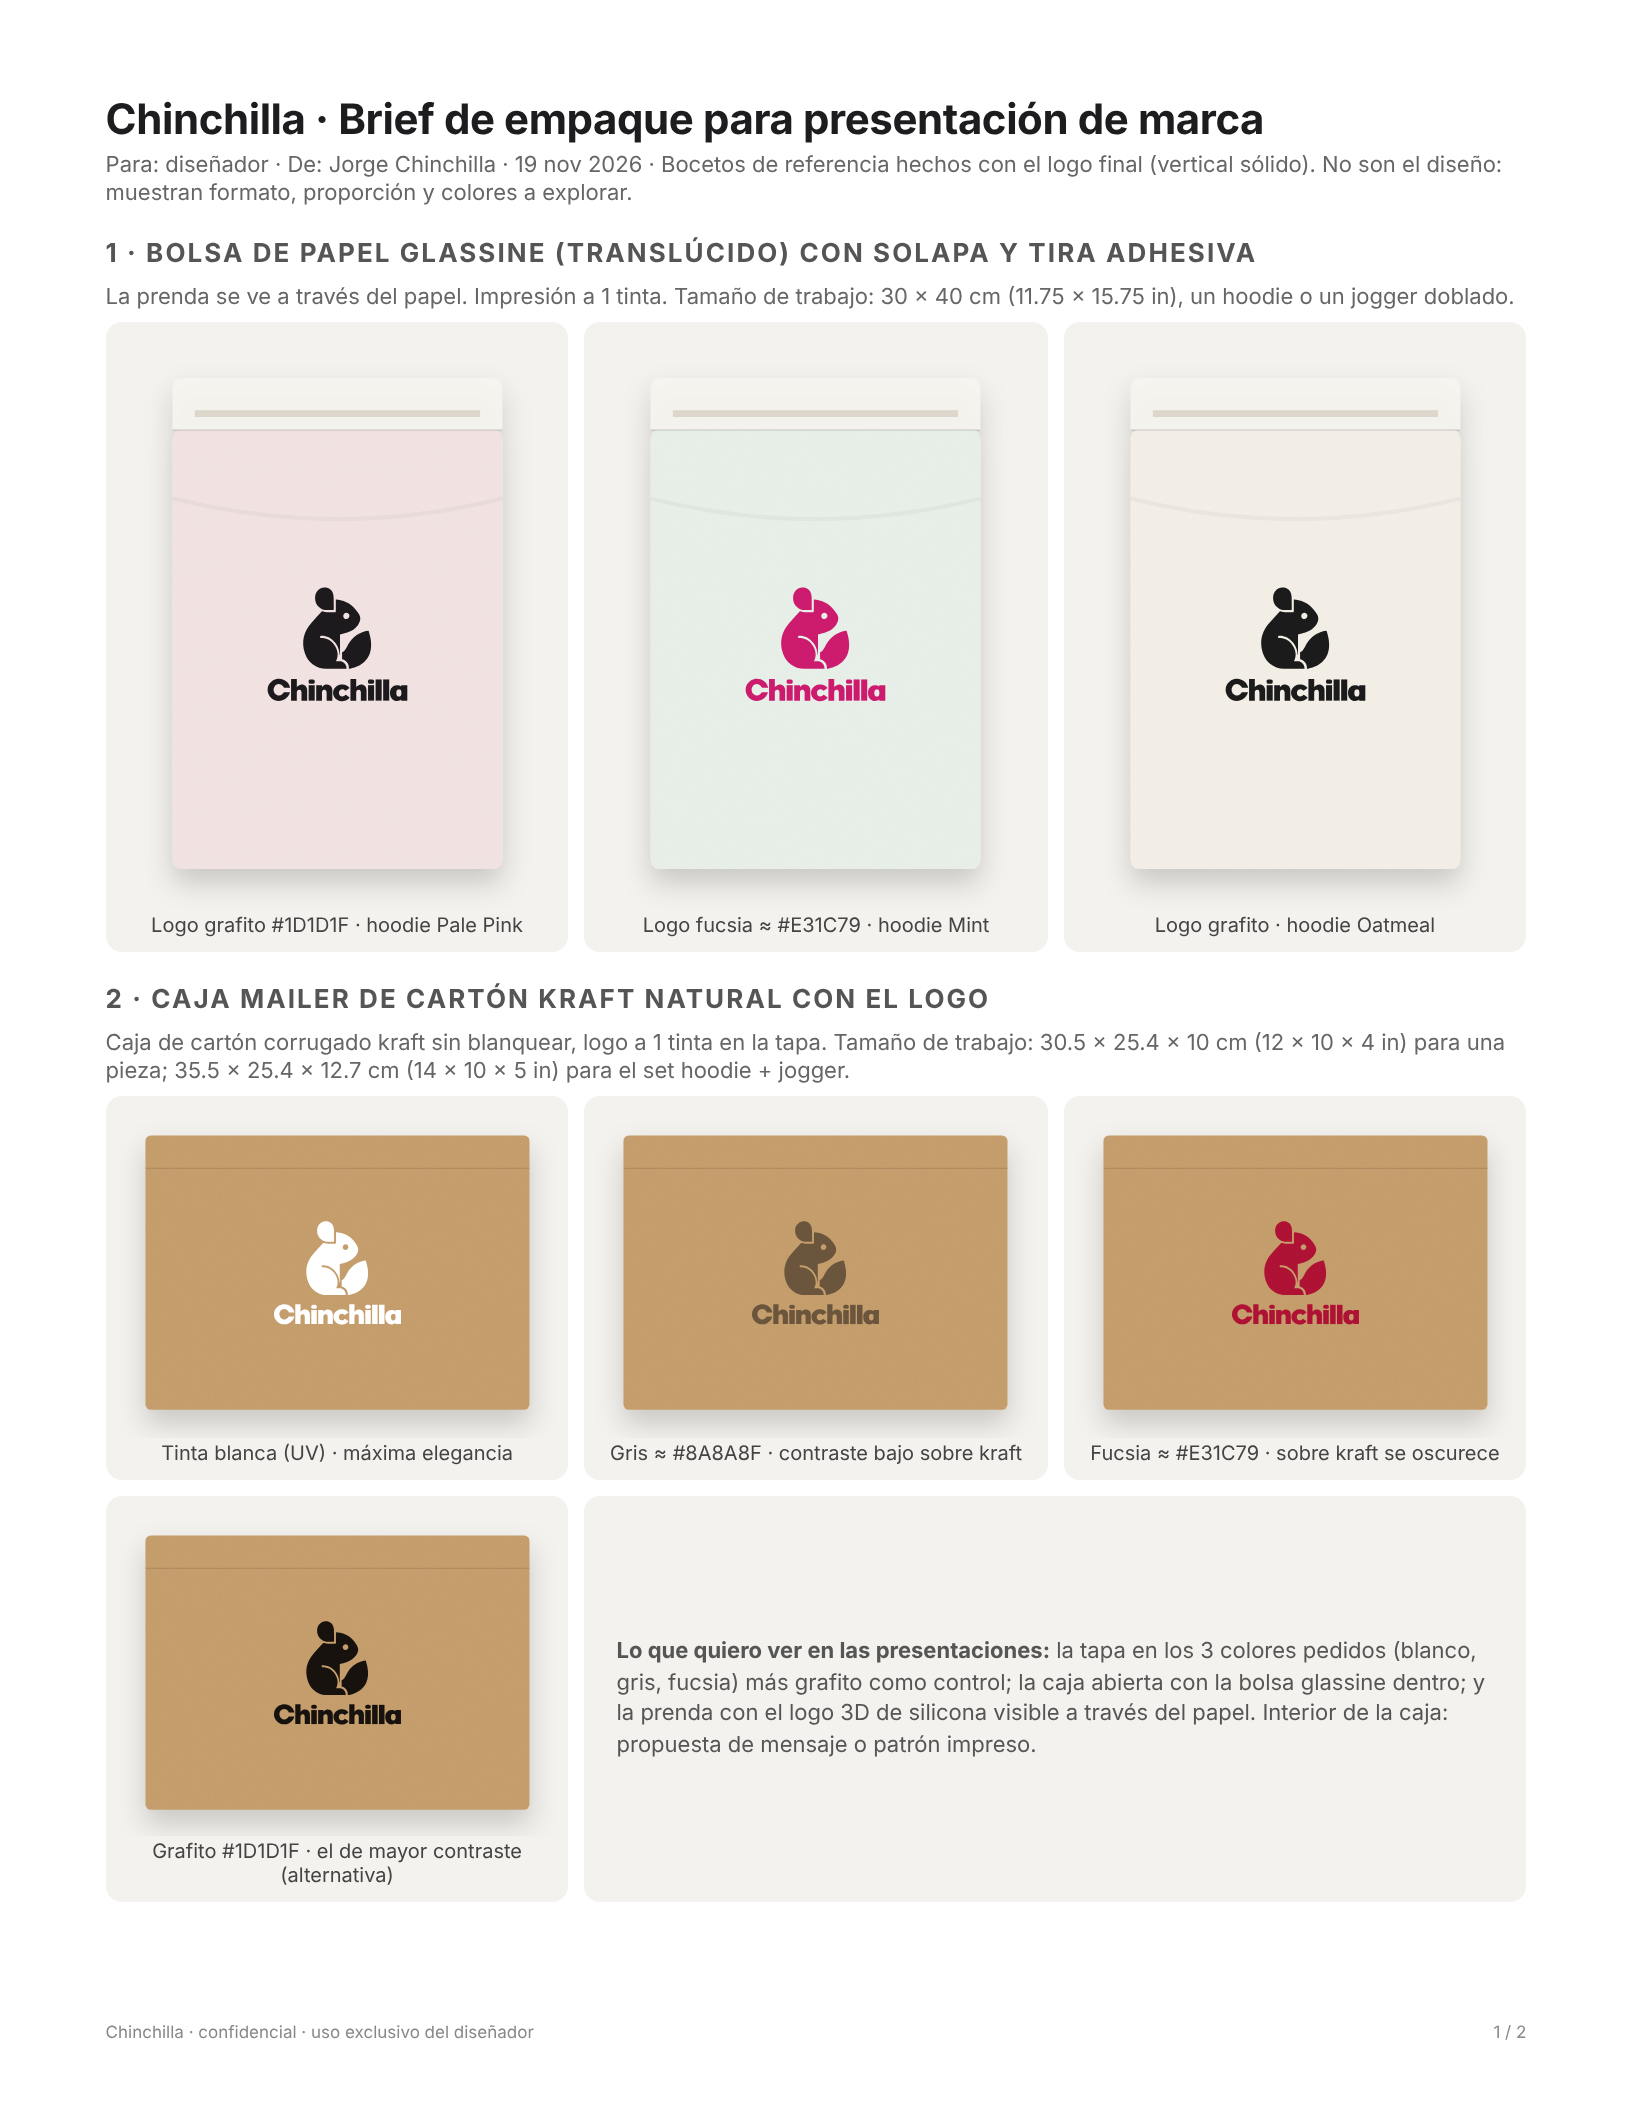 Chinchilla · Brief de empaque para presentación de marca
Para: diseñador · De: Jorge Chinchilla · 19 nov 2026 · Bocetos de referencia hechos con el logo final (vertical sólido). No son el diseño:
muestran formato, proporción y colores a explorar.
1 · BOLSA DE PAPEL GLASSINE (TRANSLÚCIDO) CON SOLAPA Y TIRA ADHESIVA
La prenda se ve a través del papel. Impresión a 1 tinta. Tamaño de trabajo: 30 × 40 cm (11.75 × 15.75 in), un hoodie o un jogger doblado.
Chinchilla
Logo grafito #1D1D1F · hoodie Pale Pink
Chinchilla
Logo fucsia ≈ #E31C79 · hoodie Mint
Chinchilla
Logo grafito · hoodie Oatmeal
2 · CAJA MAILER DE CARTÓN KRAFT NATURAL CON EL LOGO
Caja de cartón corrugado kraft sin blanquear, logo a 1 tinta en la tapa. Tamaño de trabajo: 30.5 × 25.4 × 10 cm (12 × 10 × 4 in) para una
pieza; 35.5 × 25.4 × 12.7 cm (14 × 10 × 5 in) para el set hoodie + jogger.
Chinchilla
Tinta blanca (UV) · máxima elegancia
Chinchilla
Gris ≈ #8A8A8F · contraste bajo sobre kraft
Chinchilla
Fucsia ≈ #E31C79 · sobre kraft se oscurece
Chinchilla
Grafito #1D1D1F · el de mayor contraste
(alternativa)
Lo que quiero ver en las presentaciones: la tapa en los 3 colores pedidos (blanco,
gris, fucsia) más grafito como control; la caja abierta con la bolsa glassine dentro; y
la prenda con el logo 3D de silicona visible a través del papel. Interior de la caja:
propuesta de mensaje o patrón impreso.
Chinchilla · confidencial · uso exclusivo del diseñador
1 / 2